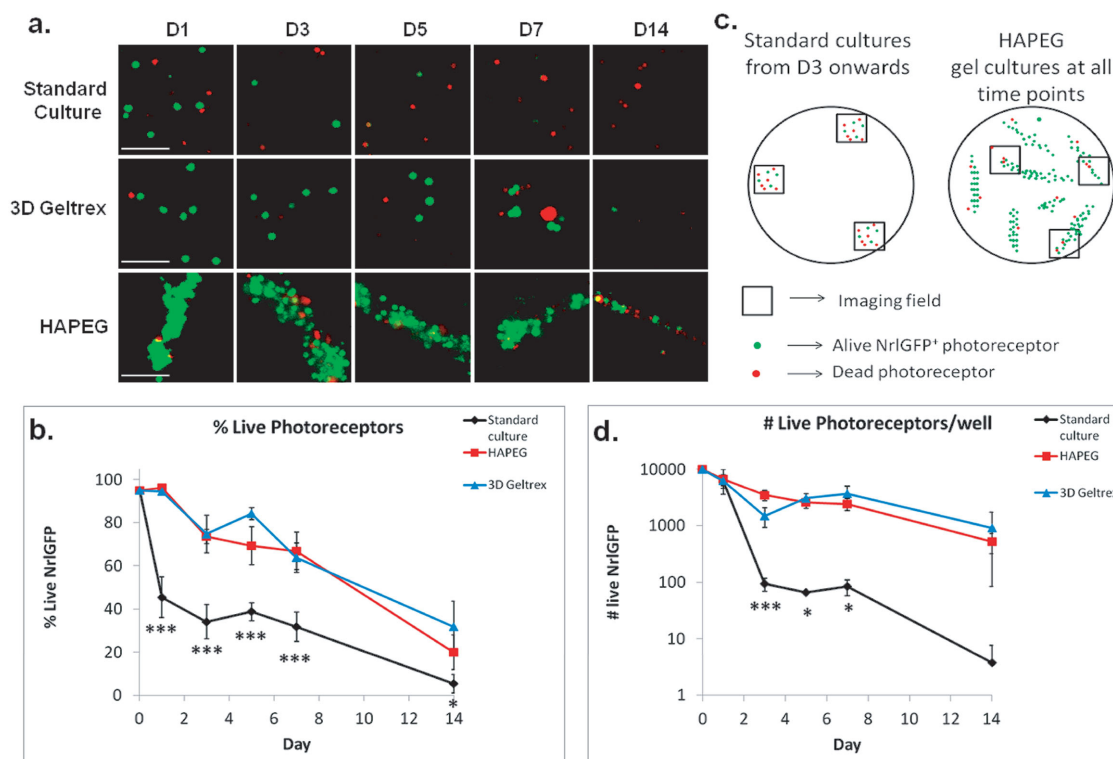 a.
D1 D3 D5 D7 D14
Standard
Culture
3D Geltrex
HAPEG
c.
Standard cultures
from D3 onwards
HAPEG
gel cultures at all
time points
Imaging field
Alive NrlGFP⁺ photoreceptor
Dead photoreceptor
b.
% Live Photoreceptors
Standard
culture
HAPEG
3D Geltrex
% Live NrlGFP
100
80
60
40
20
0
*** *** *** *** *
0 2 4 6 8 10 12 14
Day
d.
# Live Photoreceptors/well
Standard
culture
HAPEG
3D Geltrex
# live NrlGFP
10000
1000
100
10
1
*** * *
0 2 4 6 8 10 12 14
Day